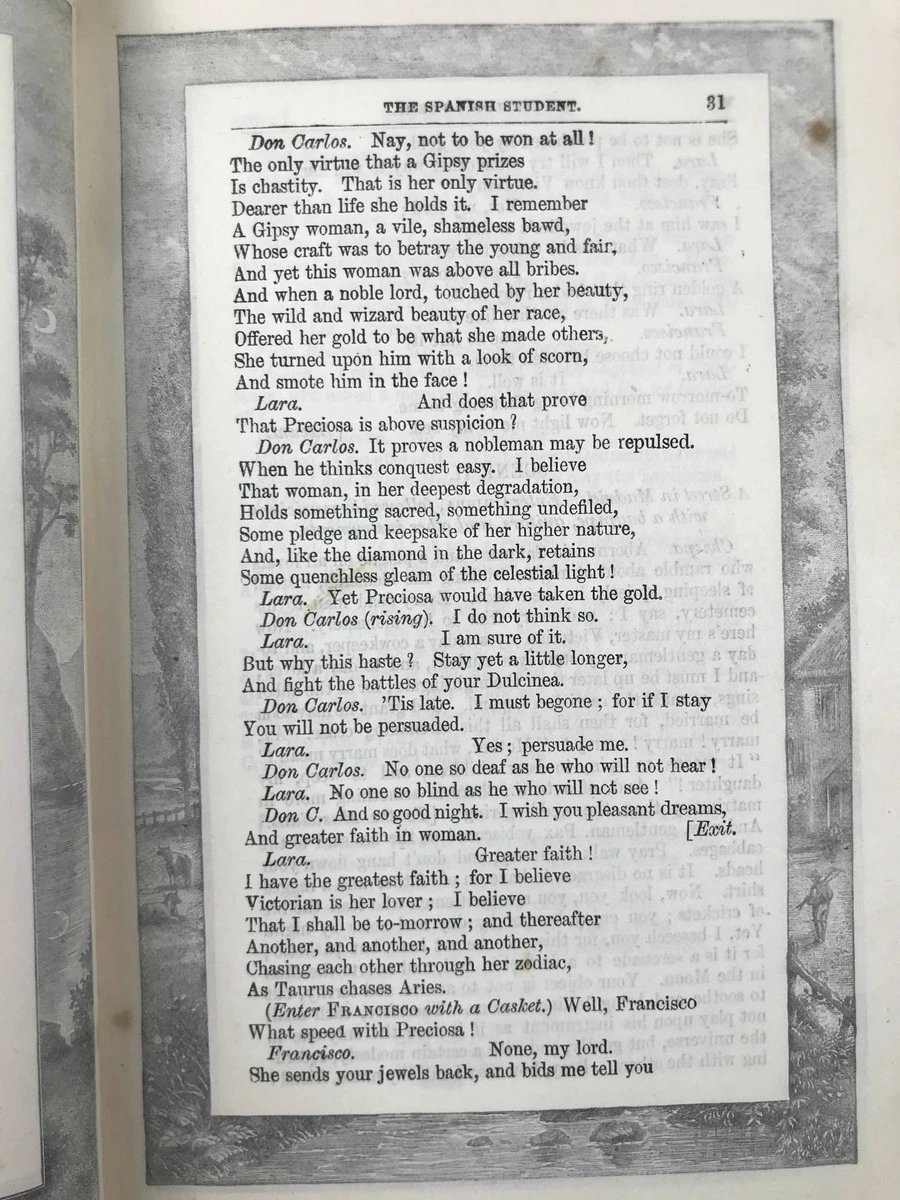 THE SPANISH STUDENT. 31
Don Carlos. Nay, not to be won at all!
The only virtue that a Gipsy prizes
Is chastity. That is her only virtue.
Dearer than life she holds it. I remember
A Gipsy woman, a vile, shameless bawd,
Whose craft was to betray the young and fair,
And yet this woman was above all bribes.
And when a noble lord, touched by her beauty,
The wild and wizard beauty of her race,
Offered her gold to be what she made others,
She turned upon him with a look of scorn,
And smote him in the face!
Lara. And does that prove
That Preciosa is above suspicion?
Don Carlos. It proves a nobleman may be repulsed.
When he thinks conquest easy. I believe
That woman, in her deepest degradation,
Holds something sacred, something undefiled,
Some pledge and keepsake of her higher nature,
And, like the diamond in the dark, retains
Some quenchless gleam of the celestial light!
Lara. Yet Preciosa would have taken the gold.
Don Carlos (rising). I do not think so.
Lara. I am sure of it.
But why this haste? Stay yet a little longer,
And fight the battles of your Dulcinea.
Don Carlos. 'Tis late. I must begone; for if I stay
You will not be persuaded.
Lara. Yes; persuade me.
Don Carlos. No one so deaf as he who will not hear!
Lara. No one so blind as he who will not see!
Don C. And so good night. I wish you pleasant dreams,
And greater faith in woman. [Exit.
Lara. Greater faith!
I have the greatest faith; for I believe
Victorian is her lover; I believe
That I shall be to-morrow; and thereafter
Another, and another, and another,
Chasing each other through her zodiac,
As Taurus chases Aries.
(Enter FRANCISCO with a Casket.) Well, Francisco
What speed with Preciosa!
Francisco. None, my lord.
She sends your jewels back, and bids me tell you